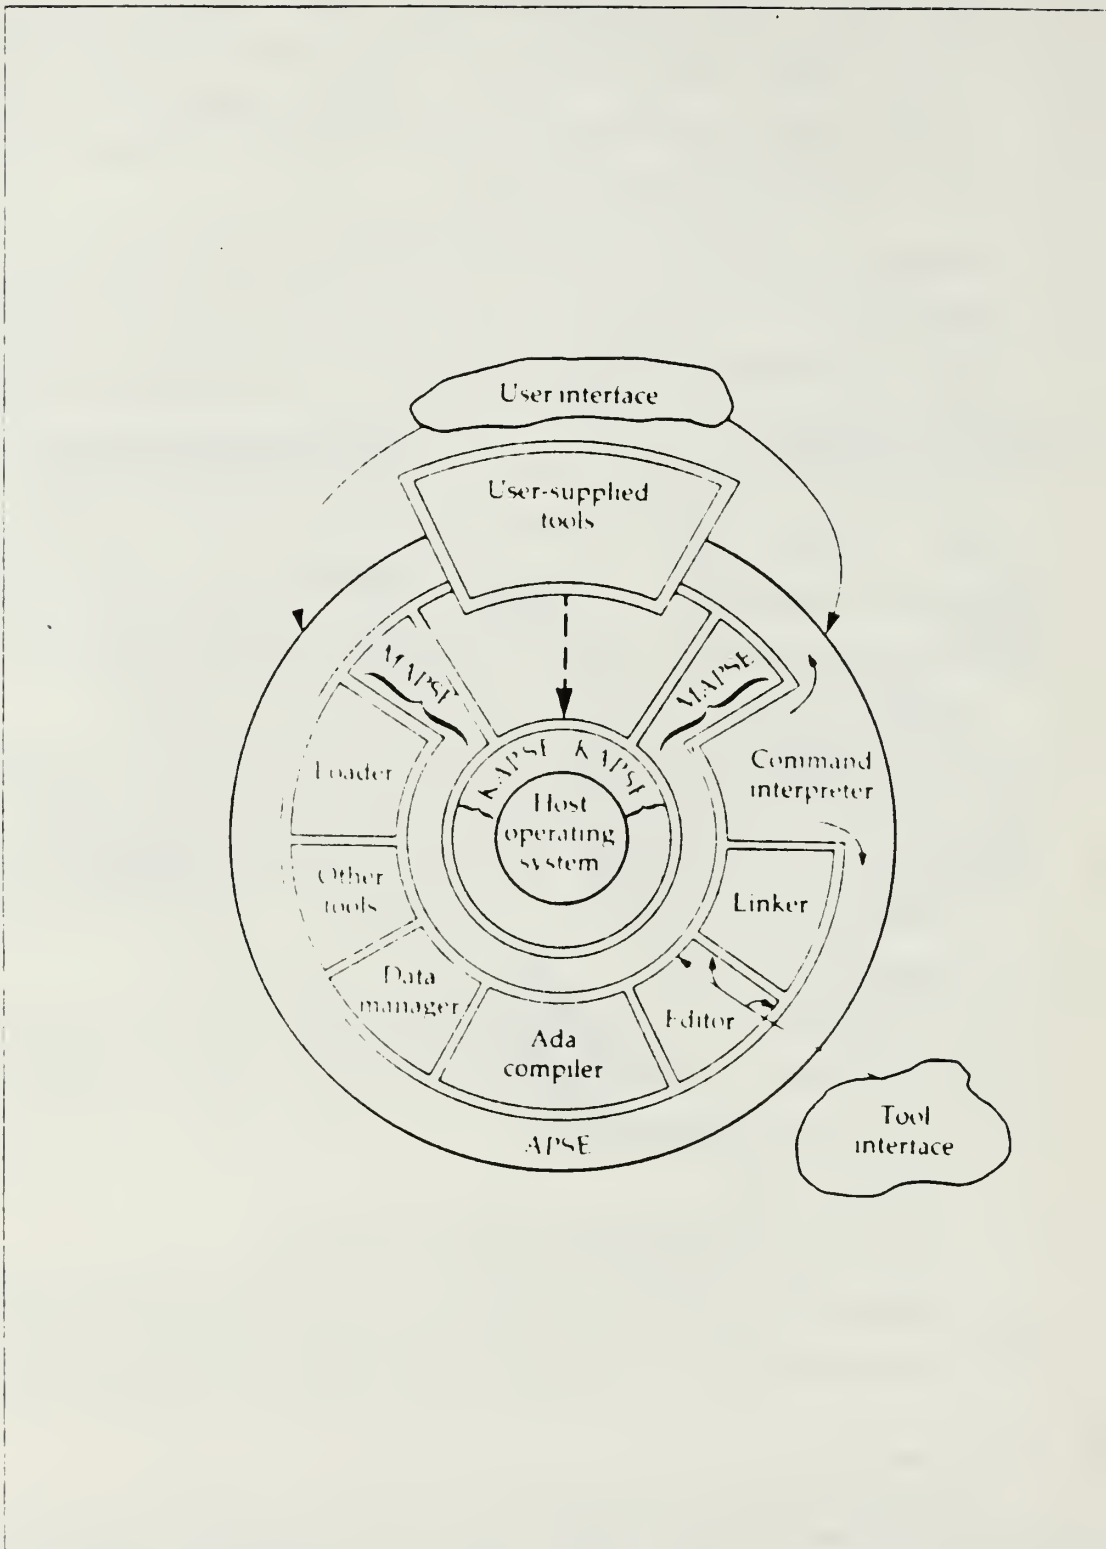 User interface
User-supplied
tools
MAPSE
MAPSE
KAPSE KAPSE
Loader
Host
operating
system
Command
interpreter
Other
tools
Linker
Data
manager
Editor
Ada
compiler
APSE
Tool
interface